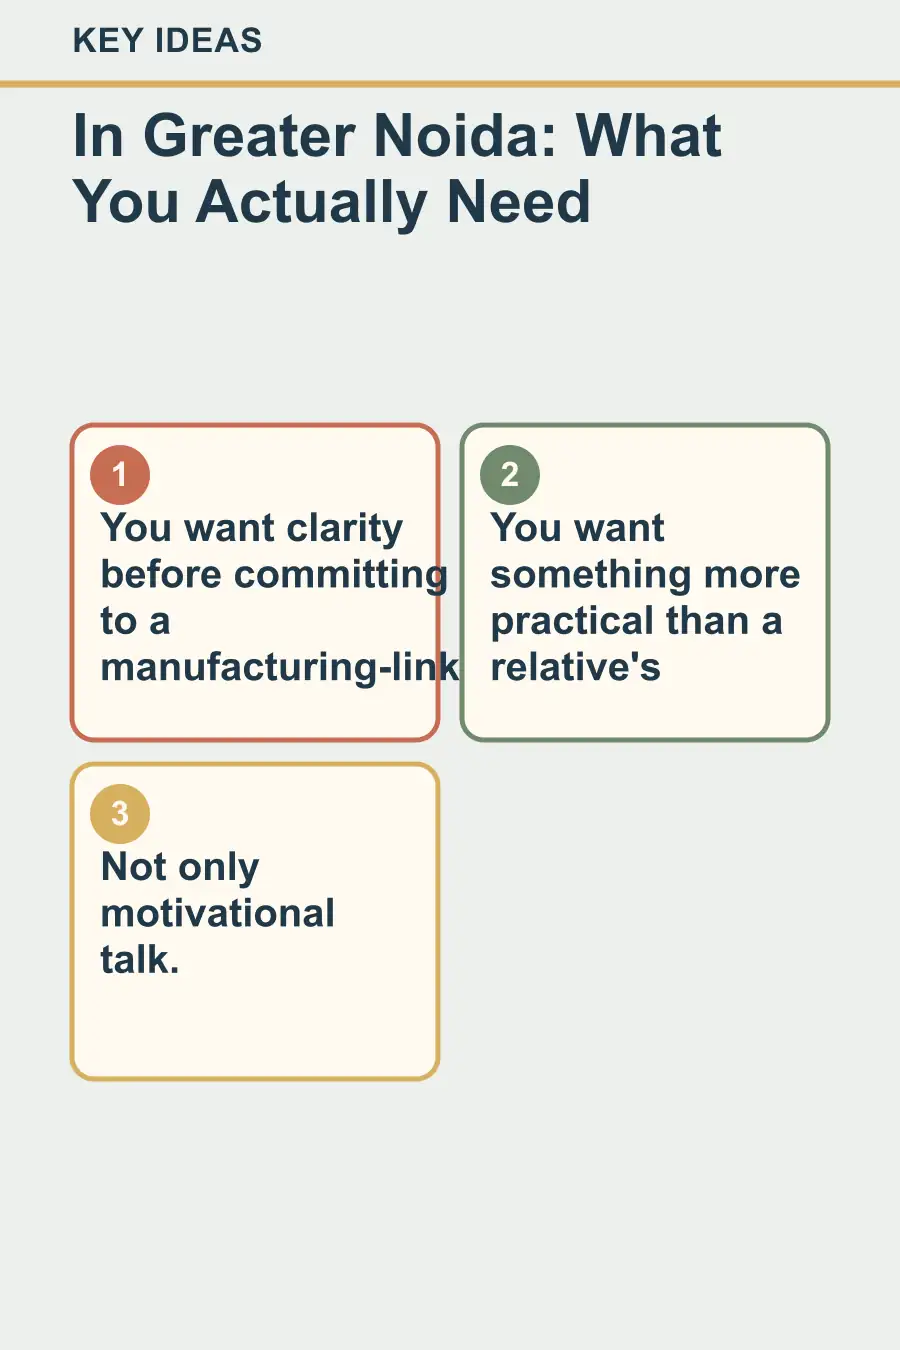 KEY IDEAS
In Greater Noida: What
You Actually Need
1
You want clarity
before committing
to a
manufacturing-link
2
You want
something more
practical than a
relative's
3
Not only
motivational
talk.